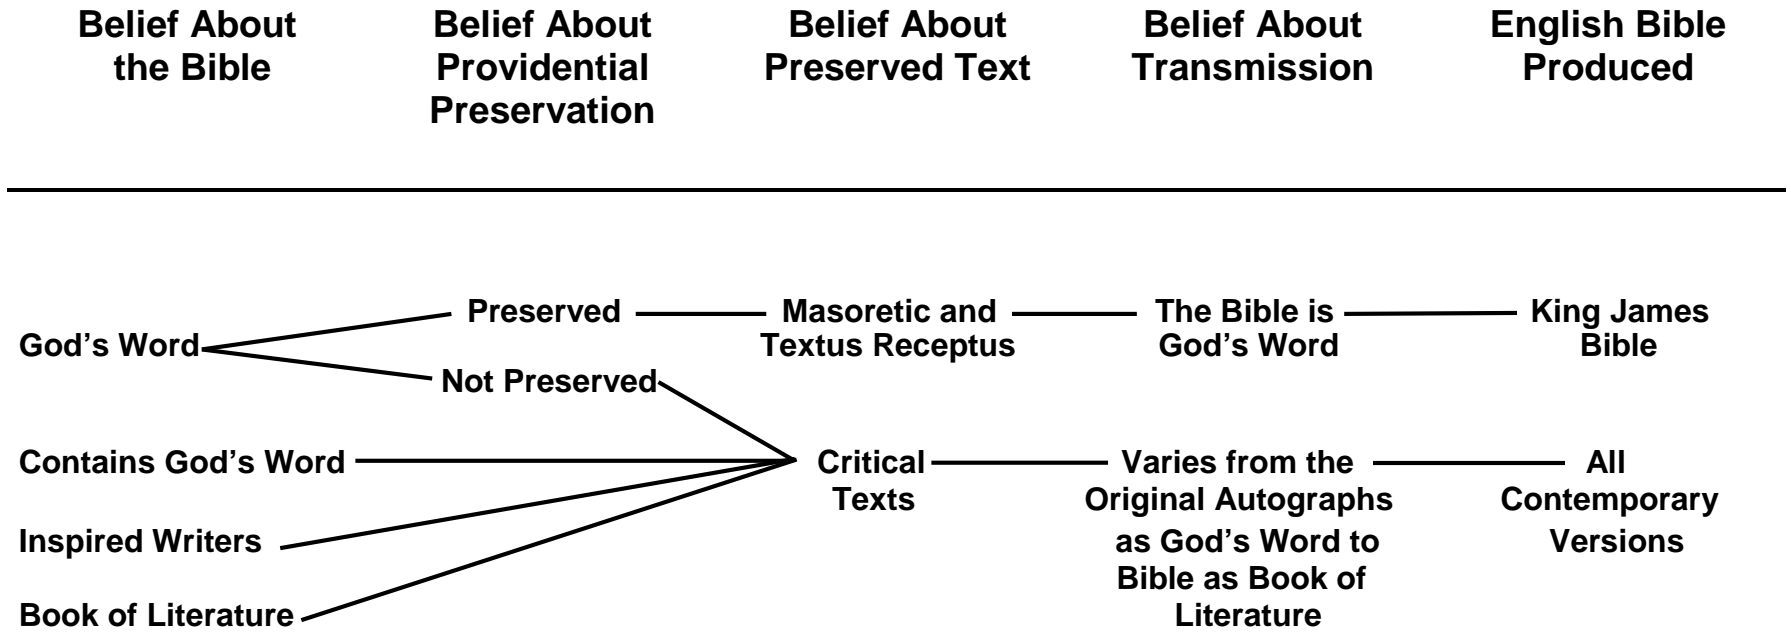 Belief About
the Bible
Belief About
Providential
Preservation
Belief About
Preserved Text
Belief About
Transmission
English Bible
Produced
God's Word
Preserved
Not Preserved
Masoretic and
Textus Receptus
The Bible is
God's Word
King James
Bible
Contains God's Word
Inspired Writers
Book of Literature
Critical
Texts
Varies from the
Original Autographs
as God's Word to
Bible as Book of
Literature
All
Contemporary
Versions